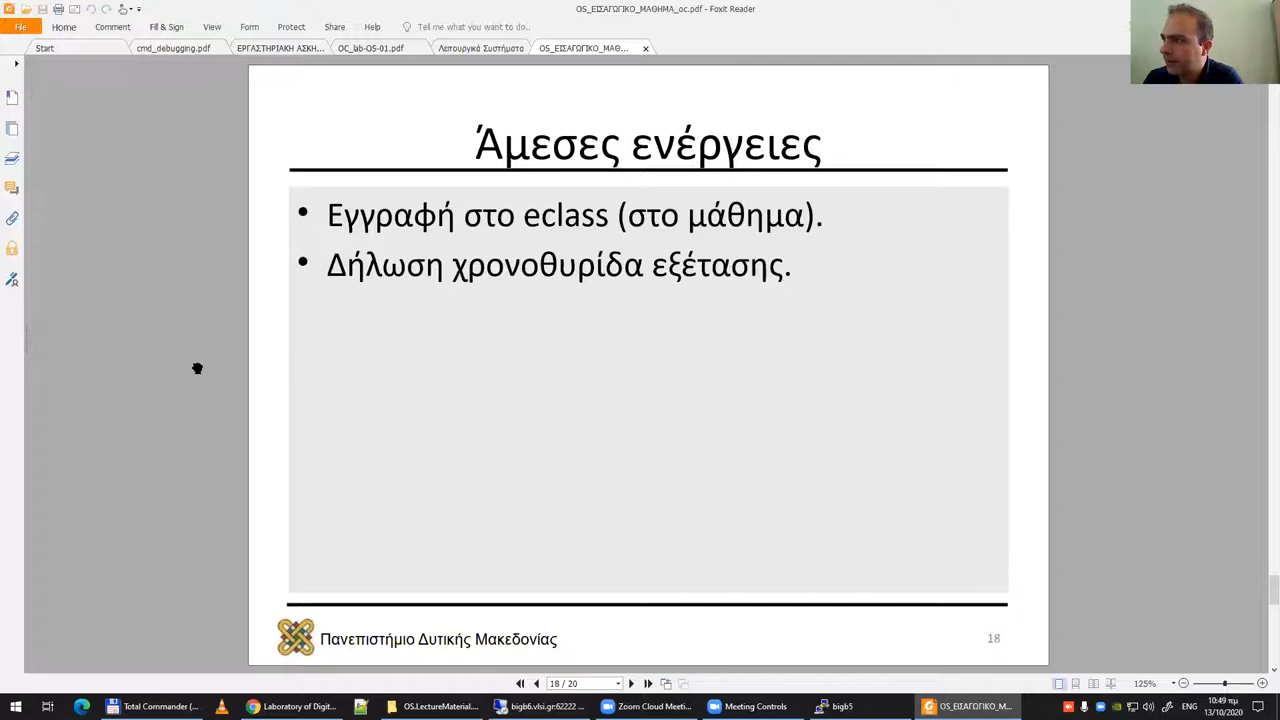 OS_ΕΙΣΑΓΩΓΙΚΟ_ΜΑΘΗΜΑ_oc.pdf - Foxit Reader
File Home Comment Fill & Sign View Form Protect Share Help Tell me what you want to do..
Start cmd_debugging.pdf ΕΡΓΑΣΤΗΡΙΑΚΗ ΑΣΚΗ... OC_lab-OS-01.pdf Λειτουργικά Συστήματα OS_ΕΙΣΑΓΩΓΙΚΟ_ΜΑΘ...
Άμεσες ενέργειες
• Εγγραφή στο eclass (στο μάθημα).
• Δήλωση χρονοθυρίδα εξέτασης.
Πανεπιστήμιο Δυτικής Μακεδονίας
18
18 / 20
125%
Total Commander (... Laboratory of Digit... OS.LectureMaterial... bigb6.vlsi.gr:62222 ... Zoom Cloud Meeti... Meeting Controls bigb5 OS_ΕΙΣΑΓΩΓΙΚΟ_Μ... ENG 10:49 πμ
13/10/2020